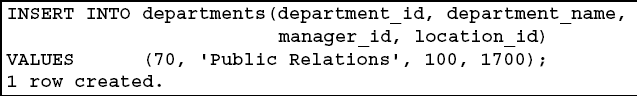 INSERT INTO departments(department_id, department_name,
manager_id, location_id)
VALUES (70, 'Public Relations', 100, 1700);
1 row created.